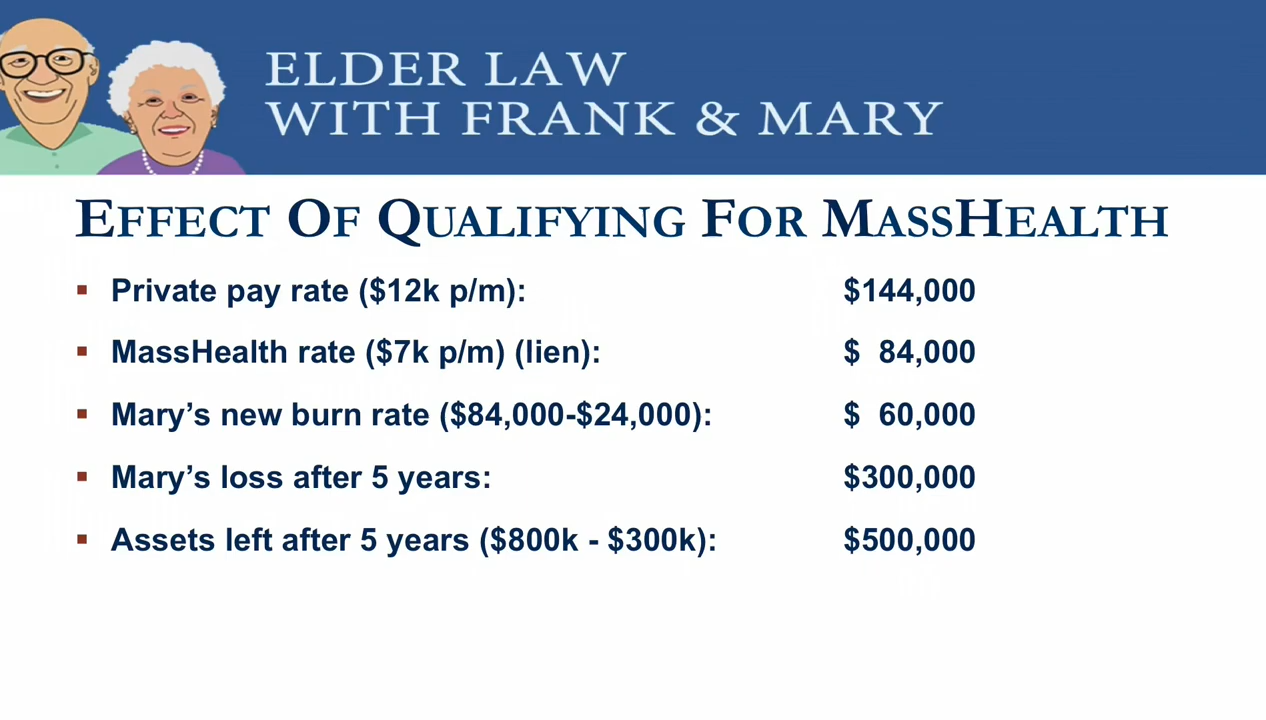 ELDER LAW
WITH FRANK & MARY
EFFECT OF QUALIFYING FOR MASSHEALTH
▪ Private pay rate ($12k p/m): $144,000
▪ MassHealth rate ($7k p/m) (lien): $ 84,000
▪ Mary’s new burn rate ($84,000-$24,000): $ 60,000
▪ Mary’s loss after 5 years: $300,000
▪ Assets left after 5 years ($800k - $300k): $500,000